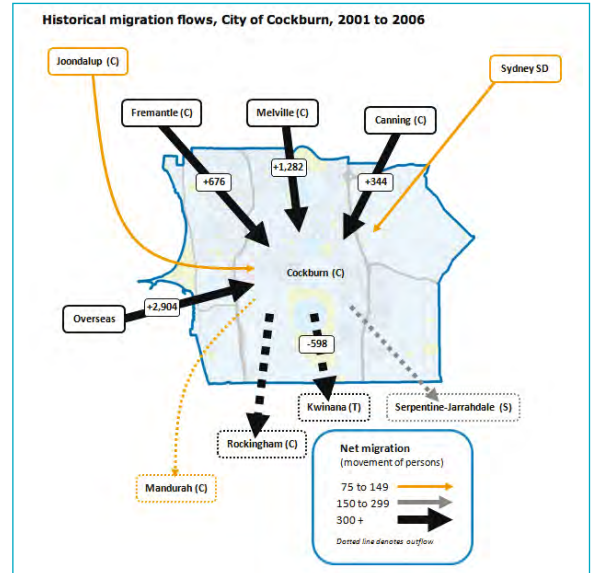 Historical migration flows, City of Cockburn, 2001 to 2006
Joondalup (C)
Sydney SD
Fremantle (C)
Melville (C)
Canning (C)
+676
+1,282
+344
Cockburn (C)
+2,904
Overseas
-598
Kwinana (T)
Serpentine-Jarrahdale (S)
Rockingham (C)
Mandurah (C)
Net migration
(movement of persons)
75 to 149
150 to 299
300 +
Dotted line denotes outflow